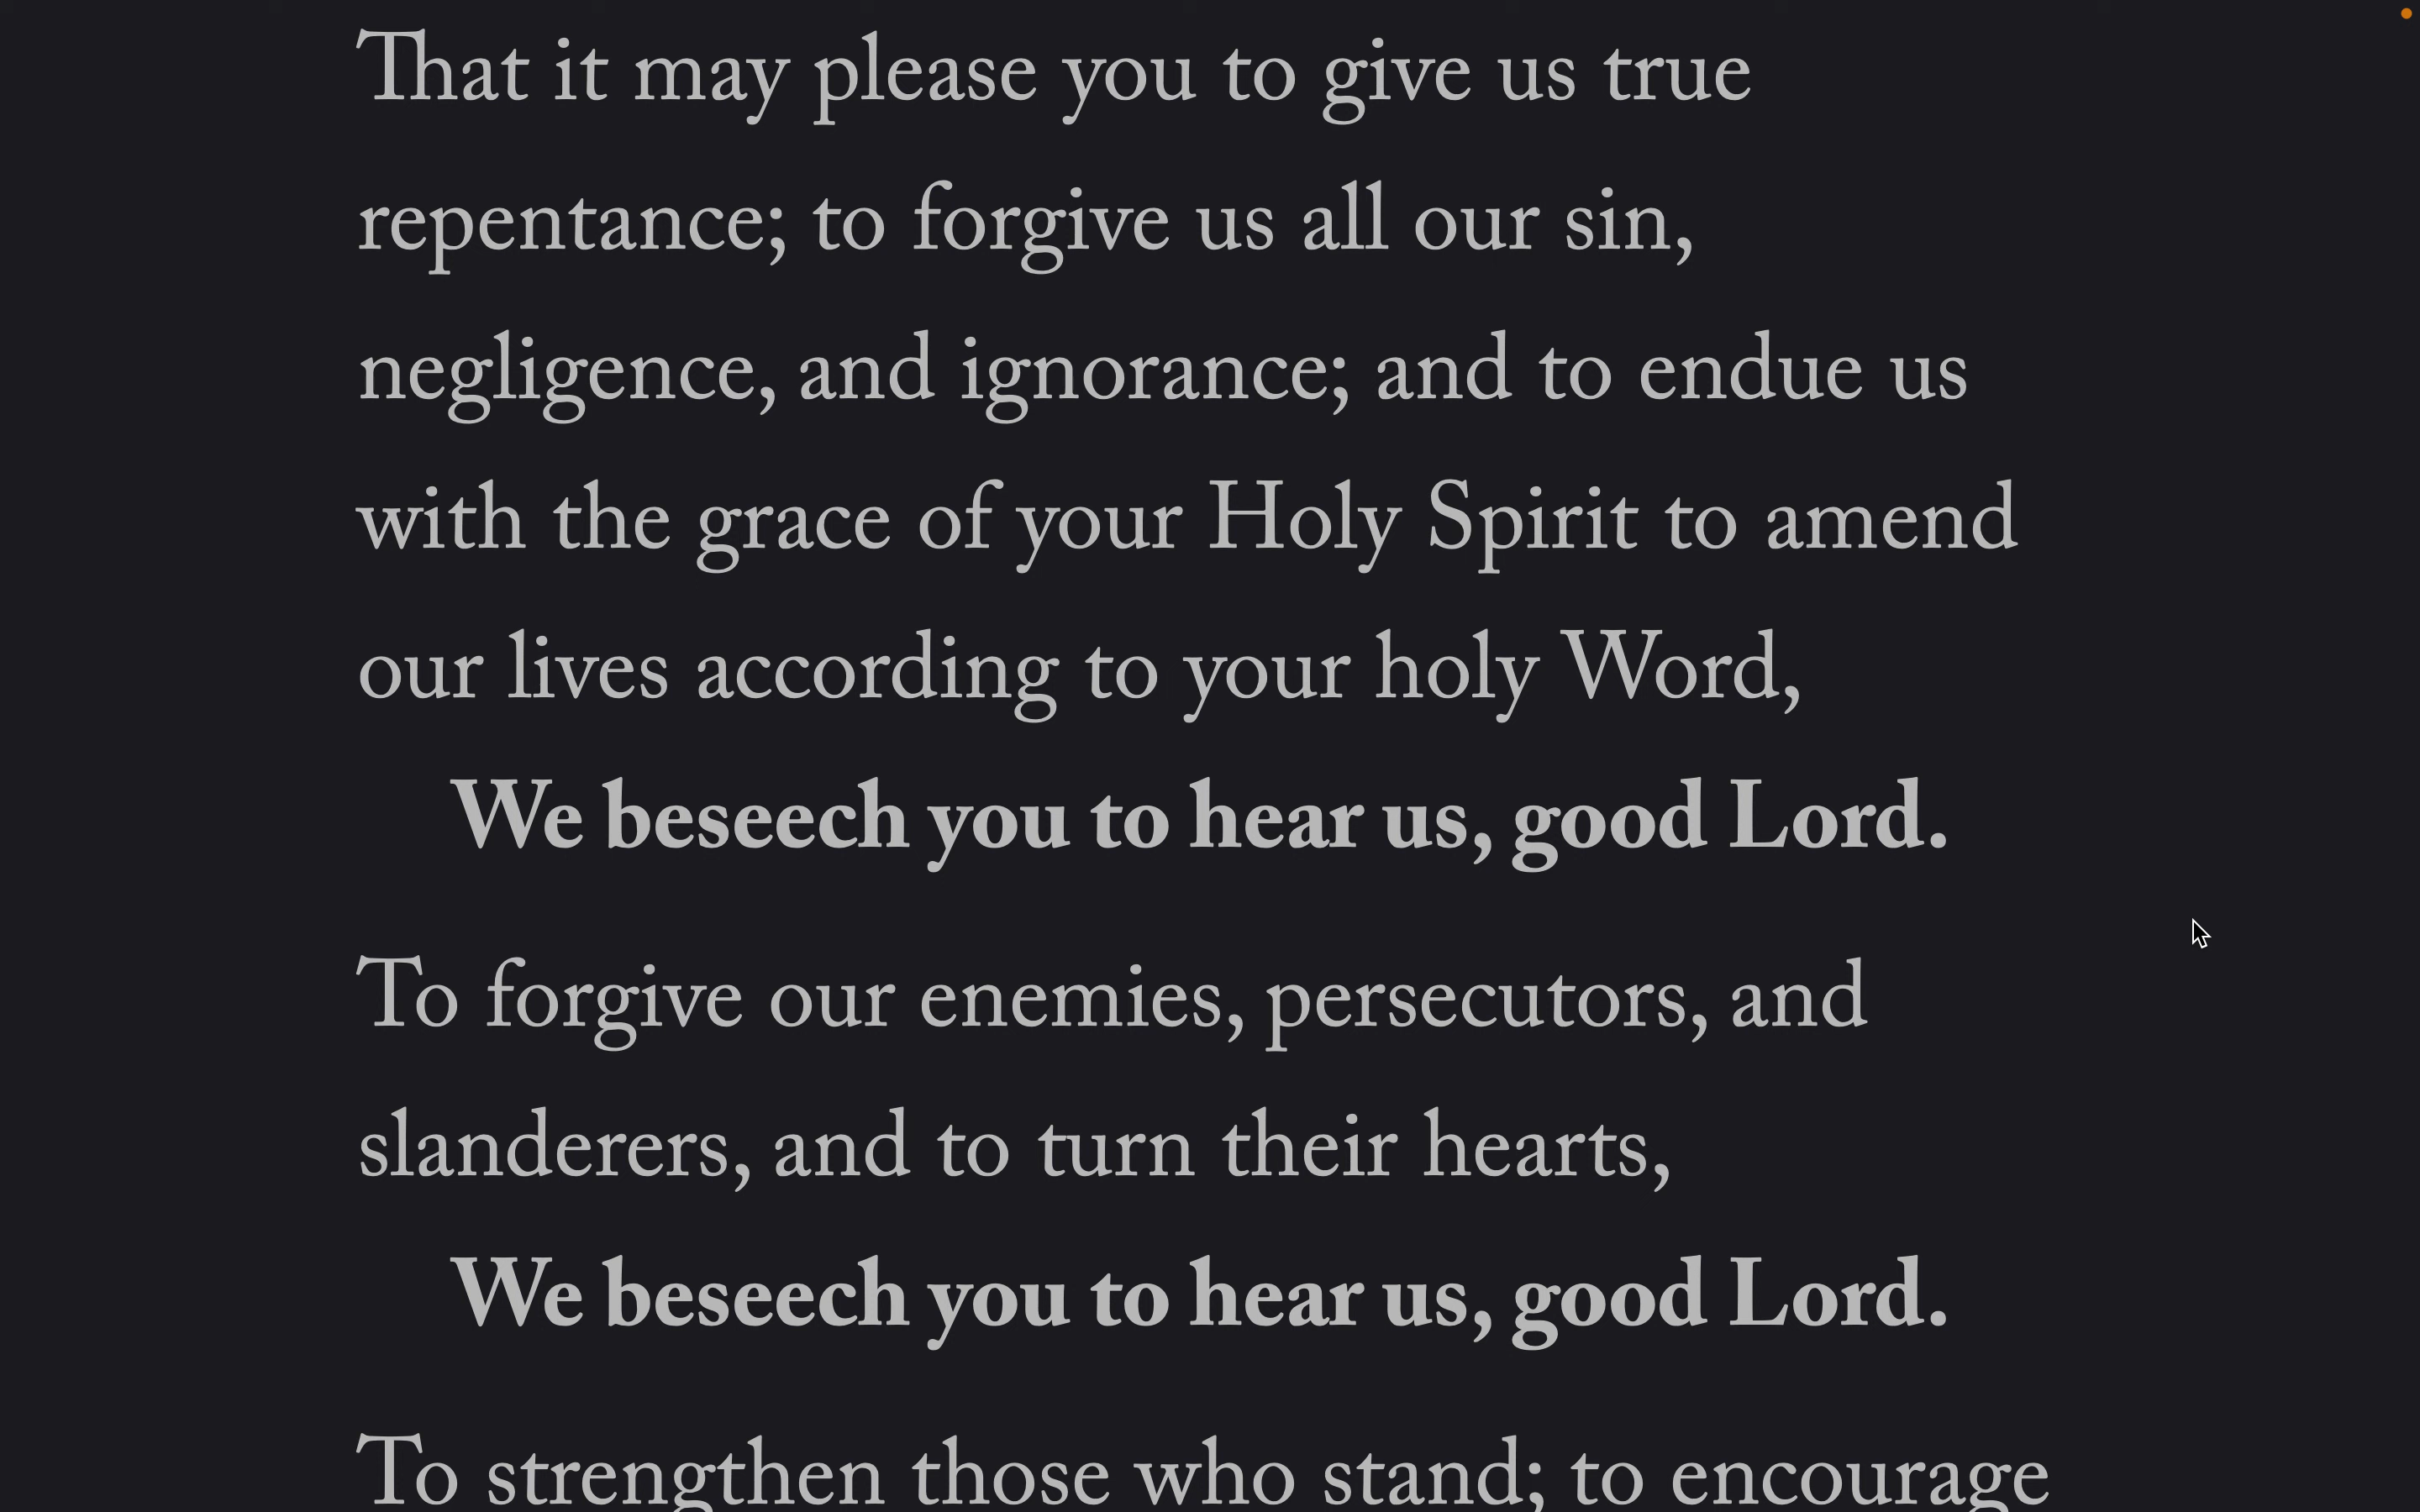 That it may please you to give us true
repentance; to forgive us all our sin,
negligence, and ignorance; and to endue us
with the grace of your Holy Spirit to amend
our lives according to your holy Word,
We beseech you to hear us, good Lord.
To forgive our enemies, persecutors, and
slanderers, and to turn their hearts,
We beseech you to hear us, good Lord.
To strengthen those who stand; to encourage